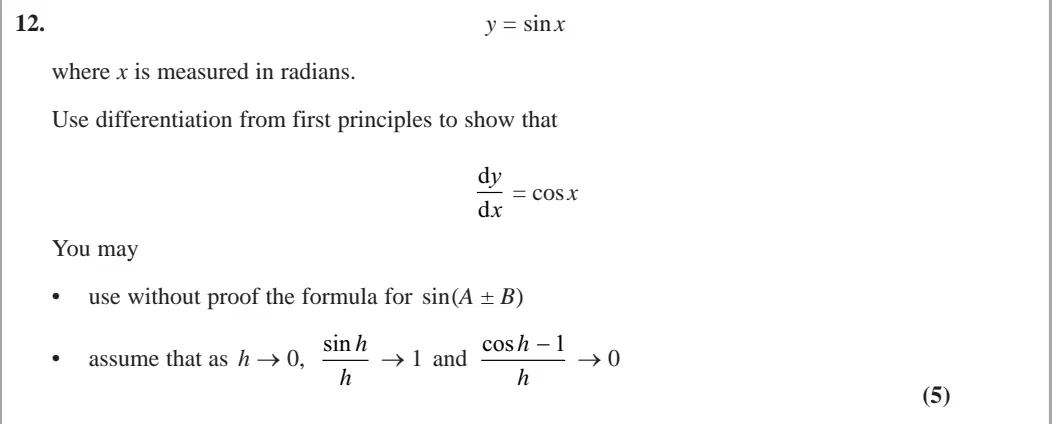 12. y = sin x
where x is measured in radians.
Use differentiation from first principles to show that
dy/dx = cos x
You may
• use without proof the formula for sin(A ± B)
• assume that as h → 0, sin h/h → 1 and cos h − 1/h → 0
(5)